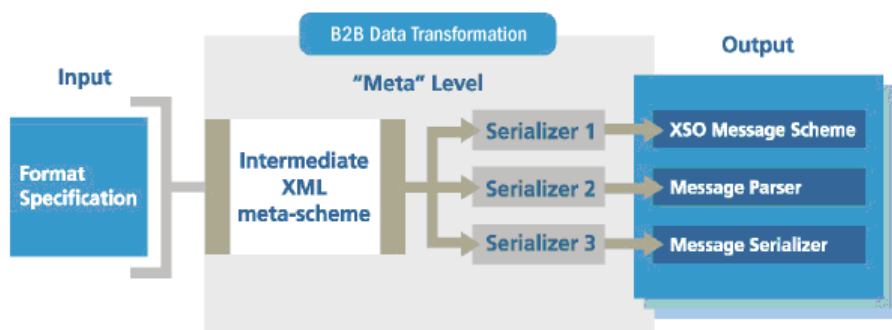 B2B Data Transformation
Input
"Meta" Level
Output
Format
Specification
Intermediate
XML
meta-scheme
Serializer 1
Serializer 2
Serializer 3
XSO Message Scheme
Message Parser
Message Serializer